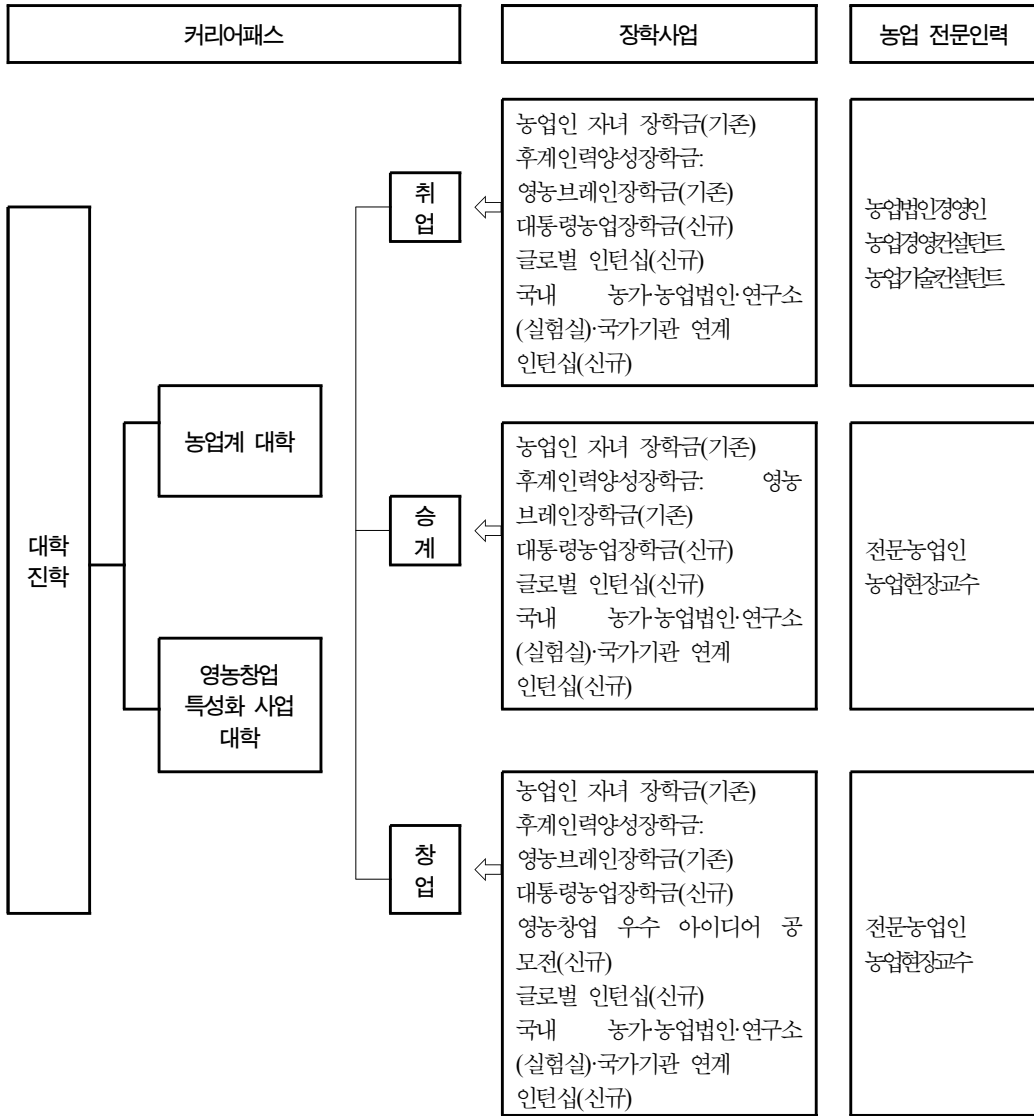 커리어패스
장학사업
농업 전문인력
대학
진학
농업계 대학
영농창업
특성화 사업
대학
취
업
농업인 자녀 장학금(기존)
후계인력양성장학금:
영농브레인장학금(기존)
대통령농업장학금(신규)
글로벌 인턴십(신규)
국내 농가·농업법인·연구소
(실험실)·국가기관 연계
인턴십(신규)
농업법인경영인
농업경영컨설턴트
농업기술컨설턴트
승
계
농업인 자녀 장학금(기존)
후계인력양성장학금: 영농
브레인장학금(기존)
대통령농업장학금(신규)
글로벌 인턴십(신규)
국내 농가·농업법인·연구소
(실험실)·국가기관 연계
인턴십(신규)
전문농업인
농업현장교수
창
업
농업인 자녀 장학금(기존)
후계인력양성장학금:
영농브레인장학금(기존)
대통령농업장학금(신규)
영농창업 우수 아이디어 공
모전(신규)
글로벌 인턴십(신규)
국내 농가·농업법인·연구소
(실험실)·국가기관 연계
인턴십(신규)
전문농업인
농업현장교수